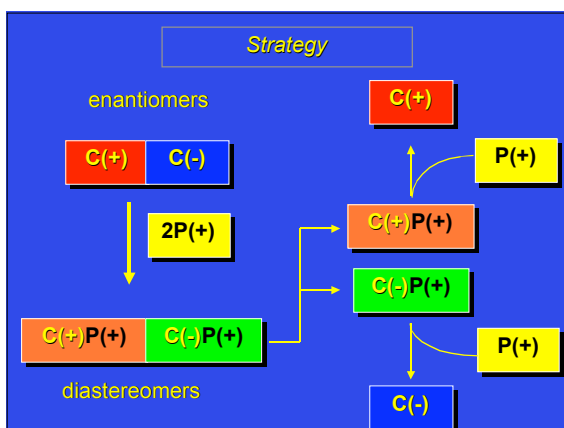 Strategy
enantiomers
C(+) C(-)
2P(+)
C(+)P(+) C(-)P(+)
diastereomers
C(+)
P(+)
C(+)P(+)
C(-)P(+)
P(+)
C(-)